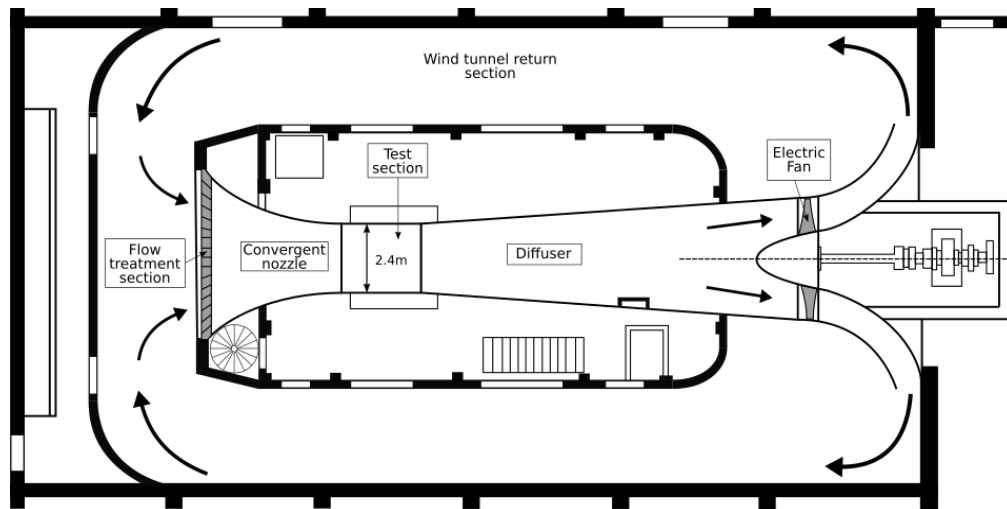 Wind tunnel return
section
Test
section
Electric
Fan
Flow
treatment
section
Convergent
nozzle
2.4m
Diffuser